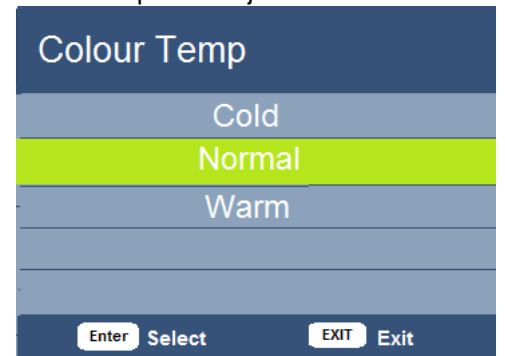 Colour Temp
Cold
Normal
Warm
Enter Select EXIT Exit